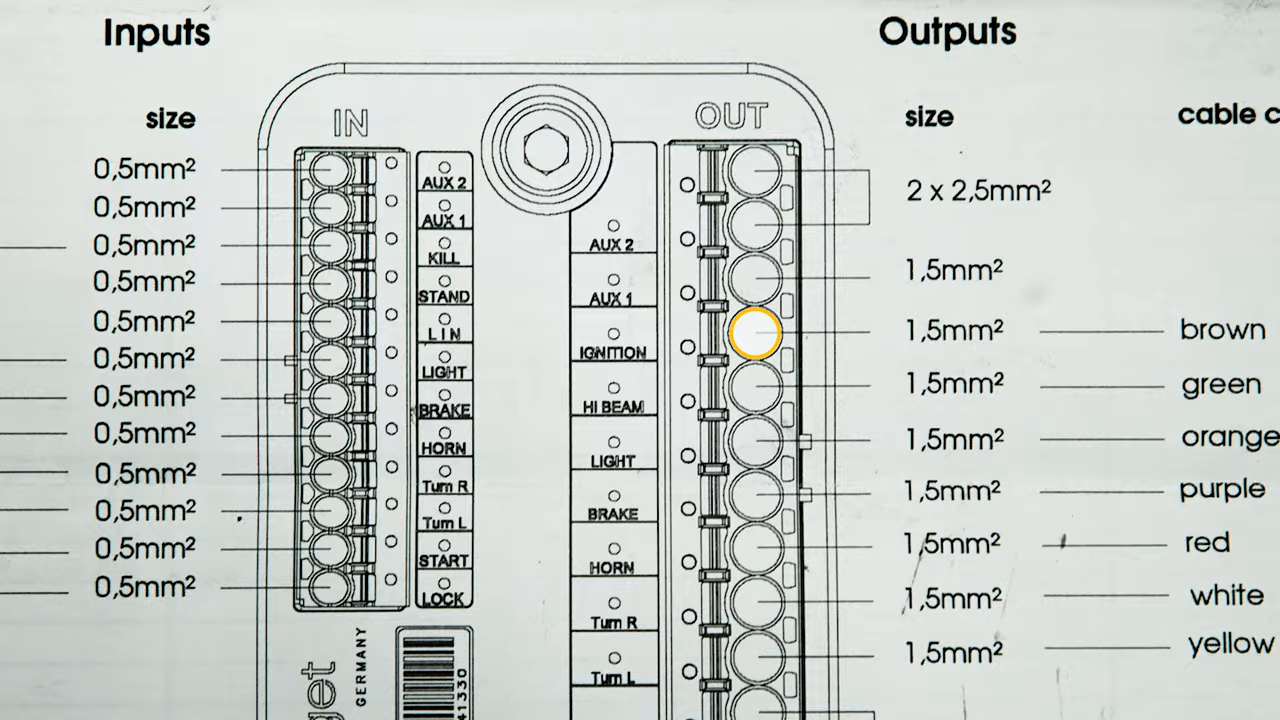 Inputs
size
0,5mm²
0,5mm²
0,5mm²
0,5mm²
0,5mm²
0,5mm²
0,5mm²
0,5mm²
0,5mm²
0,5mm²
0,5mm²
0,5mm²
IN
AUX 2
AUX 1
KILL
STAND
LIN
LIGHT
BRAKE
HORN
Turn R
Turn L
START
LOCK
GERMANY
get
41330
AUX 2
AUX 1
IGNITION
HI BEAM
LIGHT
BRAKE
HORN
Turn R
Turn L
OUT
Outputs
size
cable c
2 x 2,5mm²
1,5mm²
1,5mm² brown
1,5mm² green
1,5mm² orange
1,5mm² purple
1,5mm² red
1,5mm² white
1,5mm² yellow